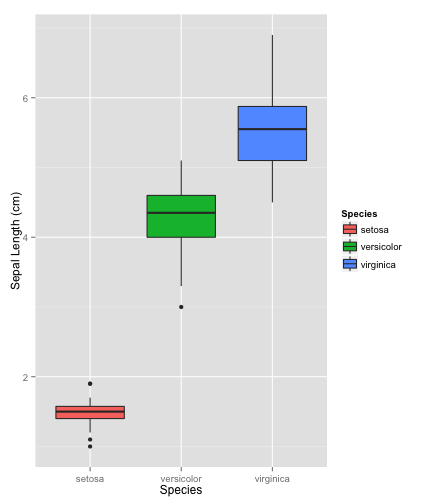 Sepal Length (cm)
6
4
2
setosa
versicolor
virginica
Species
Species
setosa
versicolor
virginica